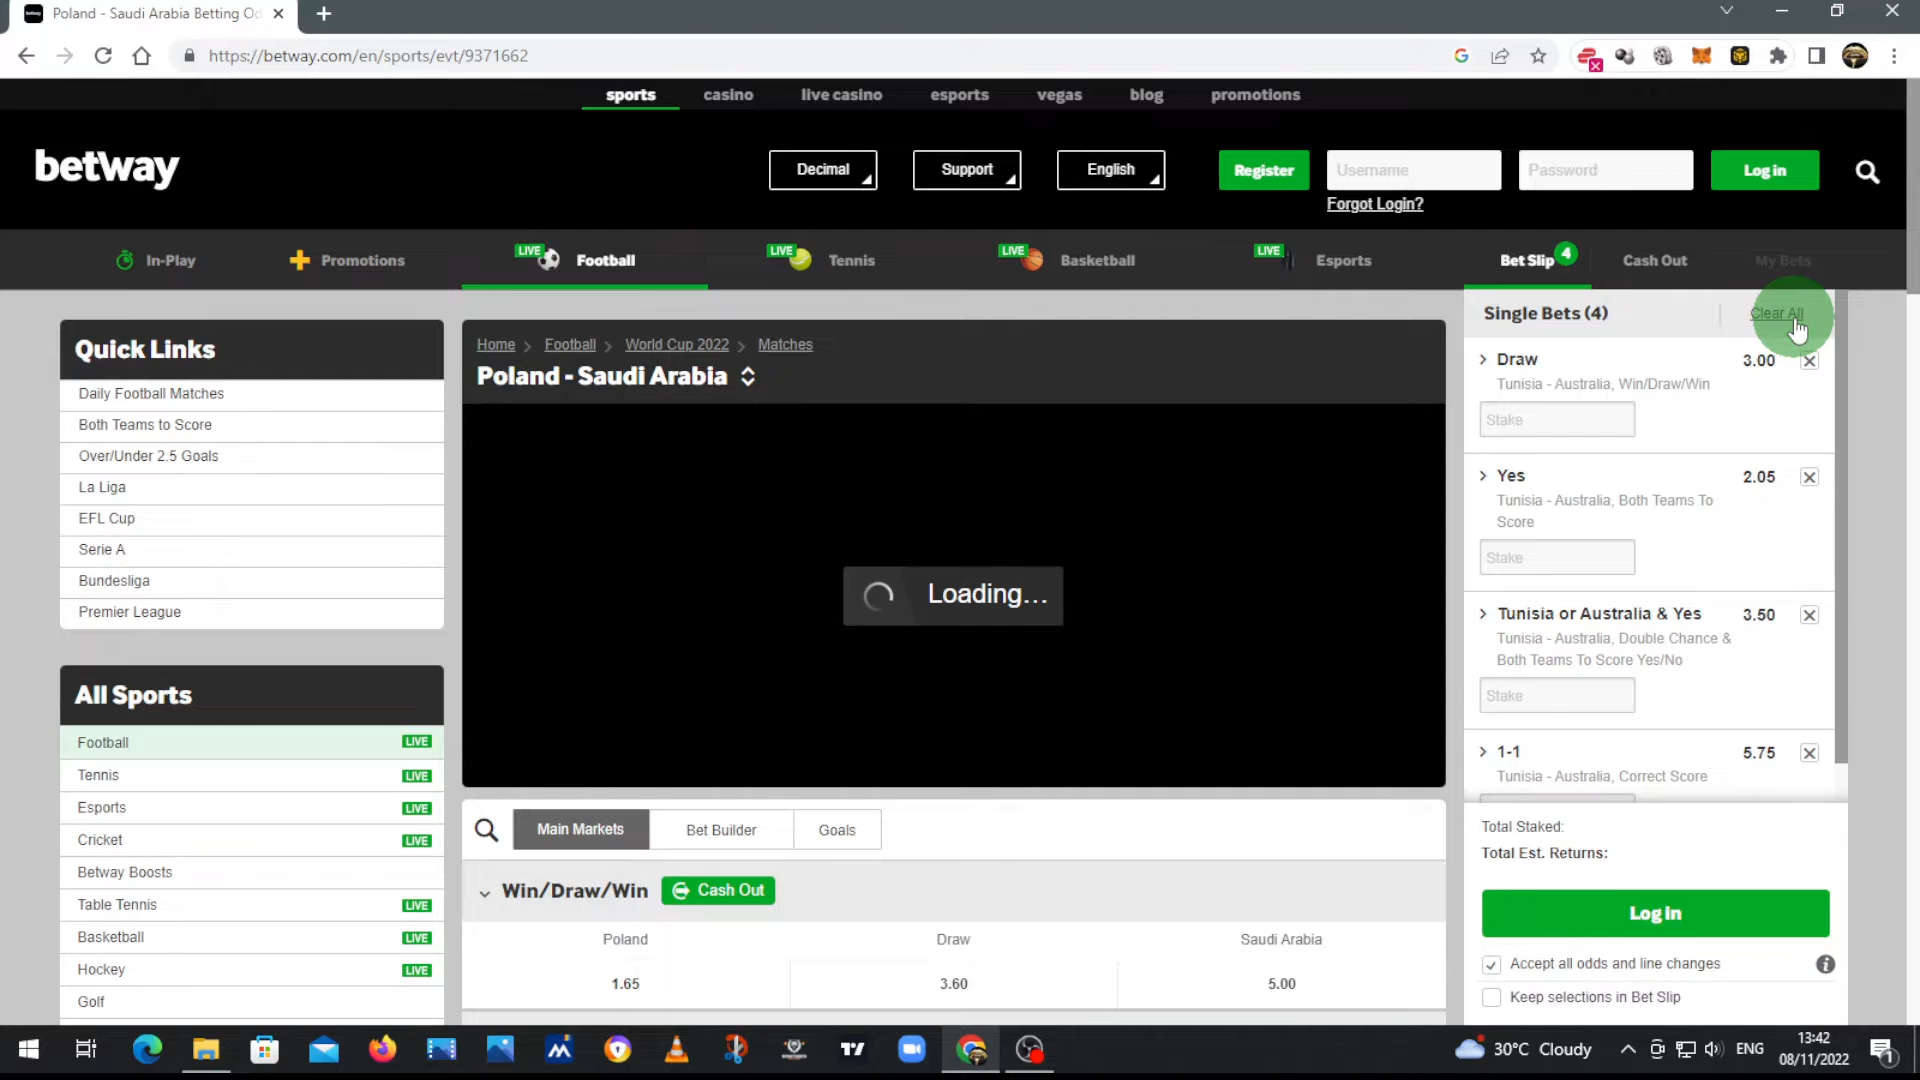 Poland - Saudi Arabia Betting Od
https://betway.com/en/sports/evt/9371662
sports
casino
live casino
esports
vegas
blog
promotions
betway
Decimal
Support
English
Register
Username
Password
Log in
Forgot Login?
In-Play
Promotions
LIVE
Football
LIVE
Tennis
LIVE
Basketball
LIVE
Esports
Bet Slip 4
Cash Out
My Bets
Quick Links
Daily Football Matches
Both Teams to Score
Over/Under 2.5 Goals
La Liga
EFL Cup
Serie A
Bundesliga
Premier League
All Sports
Football LIVE
Tennis LIVE
Esports LIVE
Cricket LIVE
Betway Boosts
Table Tennis LIVE
Basketball LIVE
Hockey LIVE
Golf
Home > Football > World Cup 2022 > Matches
Poland - Saudi Arabia
Loading...
Main Markets
Bet Builder
Goals
Win/Draw/Win
Cash Out
Poland Draw Saudi Arabia
1.65 3.60 5.00
Single Bets (4)
Clear All
Draw 3.00
Tunisia - Australia, Win/Draw/Win
Stake
Yes 2.05
Tunisia - Australia, Both Teams To
Score
Stake
Tunisia or Australia & Yes 3.50
Tunisia - Australia, Double Chance &
Both Teams To Score Yes/No
Stake
1-1 5.75
Tunisia - Australia, Correct Score
Total Staked:
Total Est. Returns:
Log in
Accept all odds and line changes
Keep selections in Bet Slip
30°C Cloudy
ENG
13:42
08/11/2022
1